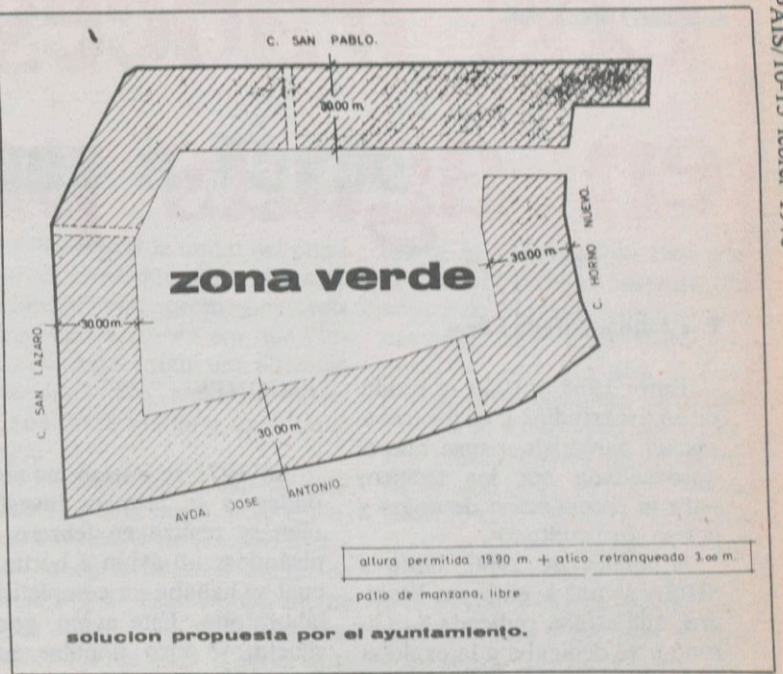 C. SAN PABLO.
30.00 m.
zona verde
30.00 m.
C. HORNO NUEVO.
30.00 m.
C. SAN LAZARO.
30.00 m.
AVDA. JOSE ANTONIO.
altura permitida 19.90 m. + atico retranqueado 3.00 m.
patio de manzana, libre
solucion propuesta por el ayuntamiento.